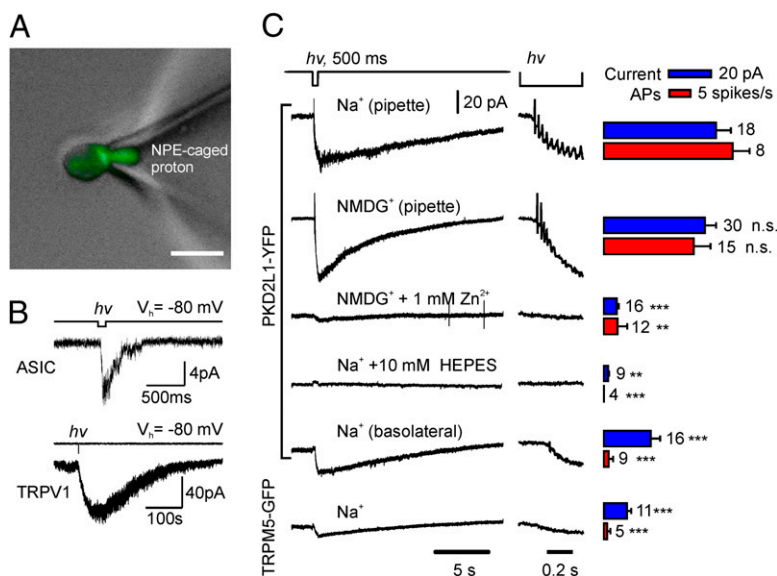 A
NPE-caged
proton
B
hν
Vₕ= -80 mV
ASIC
4pA
500ms
hν
Vₕ= -80 mV
TRPV1
40pA
100s
C
hν, 500 ms
hν
Current 20 pA
APs 5 spikes/s
PKD2L1-YFP
Na⁺ (pipette)
20 pA
18
8
NMDG⁺ (pipette)
30 n.s.
15 n.s.
NMDG⁺ + 1 mM Zn²⁺
16 ***
12 **
Na⁺ +10 mM HEPES
9 **
4 ***
Na⁺ (basolateral)
16 ***
9 ***
TRPM5-GFP
Na⁺
11 ***
5 ***
5 s
0.2 s